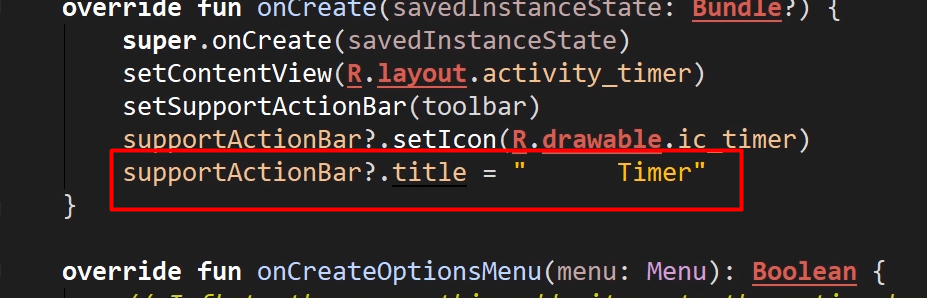 override fun onCreate(savedInstanceState: Bundle?) {
super.onCreate(savedInstanceState)
setContentView(R.layout.activity_timer)
setSupportActionBar(toolbar)
supportActionBar?.setIcon(R.drawable.ic_timer)
supportActionBar?.title = "      Timer"
}
override fun onCreateOptionsMenu(menu: Menu): Boolean {